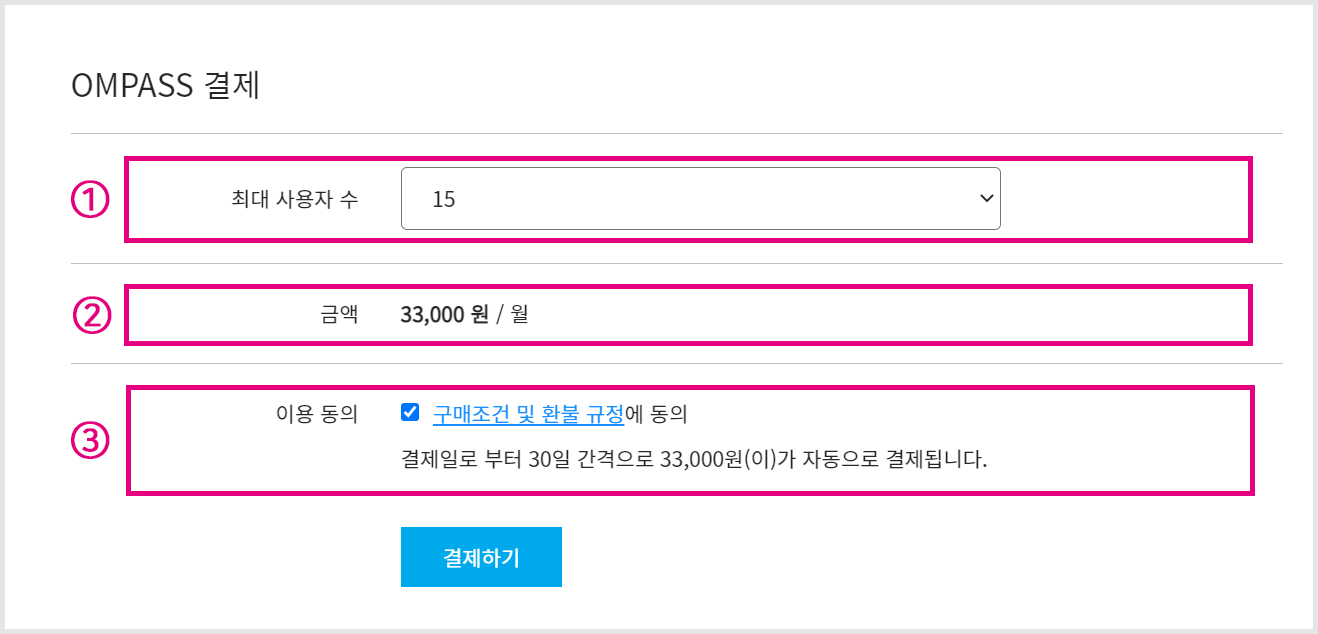 OMPASS 결제
① 최대 사용자 수 15
② 금액 33,000 원 / 월
③ 이용 동의 구매조건 및 환불 규정에 동의
결제일로 부터 30일 간격으로 33,000원(이)가 자동으로 결제됩니다.
결제하기